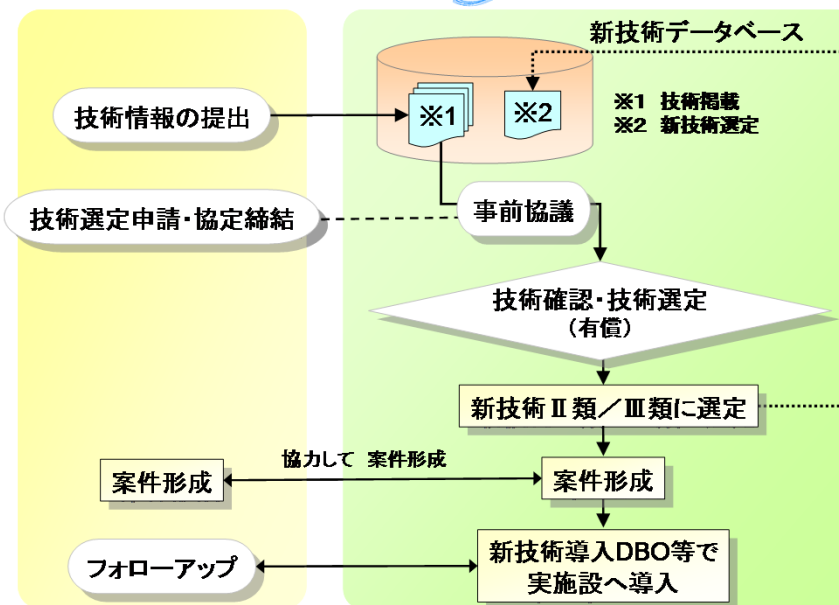 新技術データベース
技術情報の提出
※1
※2
※1 技術掲載
※2 新技術選定
技術選定申請・協定締結
事前協議
技術確認・技術選定
(有償)
新技術Ⅱ類／Ⅲ類に選定
案件形成
協力して 案件形成
案件形成
フォローアップ
新技術導入DBO等で
実施設へ導入